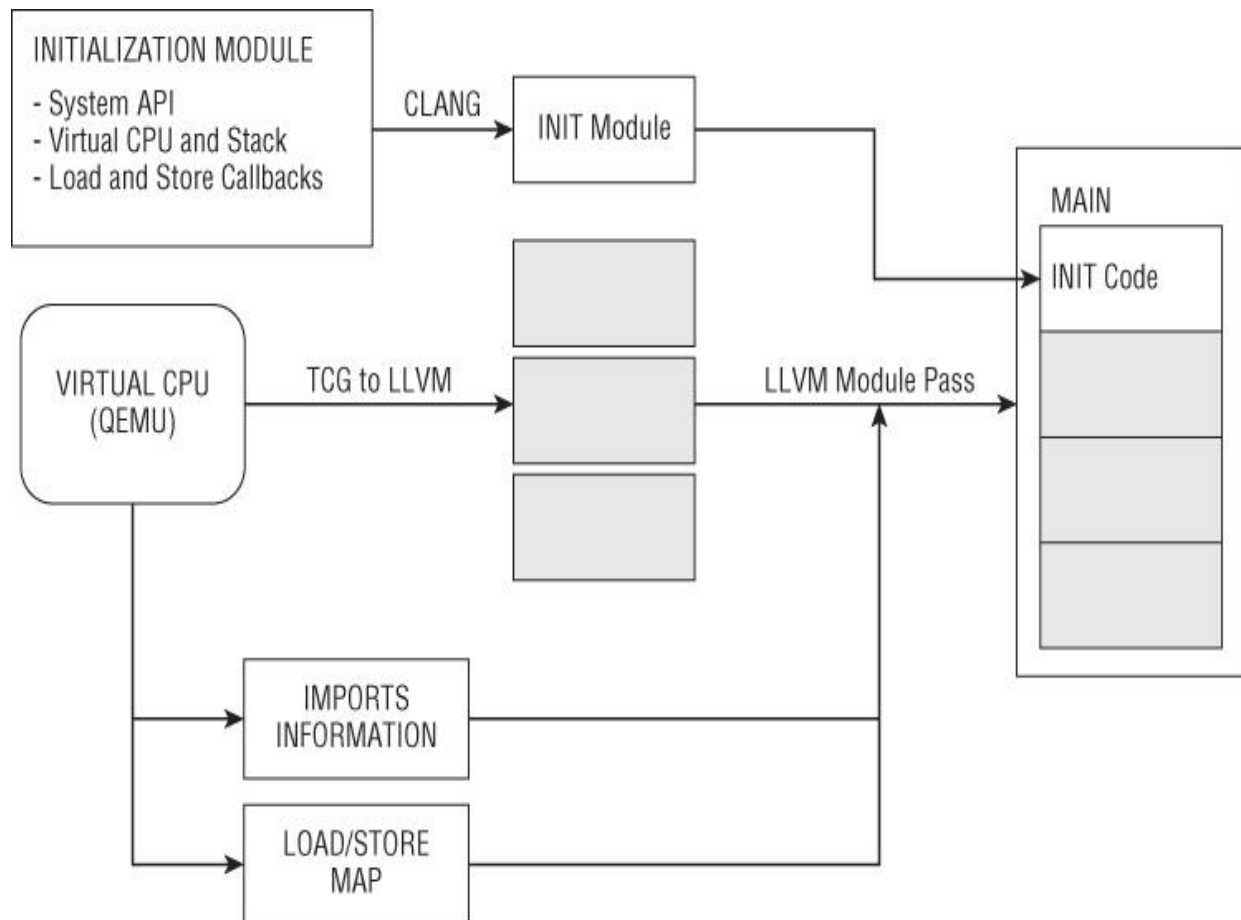 INITIALIZATION MODULE
- System API
- Virtual CPU and Stack
- Load and Store Callbacks
CLANG
INIT Module
MAIN
INIT Code
VIRTUAL CPU
(QEMU)
TCG to LLVM
LLVM Module Pass
IMPORTS
INFORMATION
LOAD/STORE
MAP